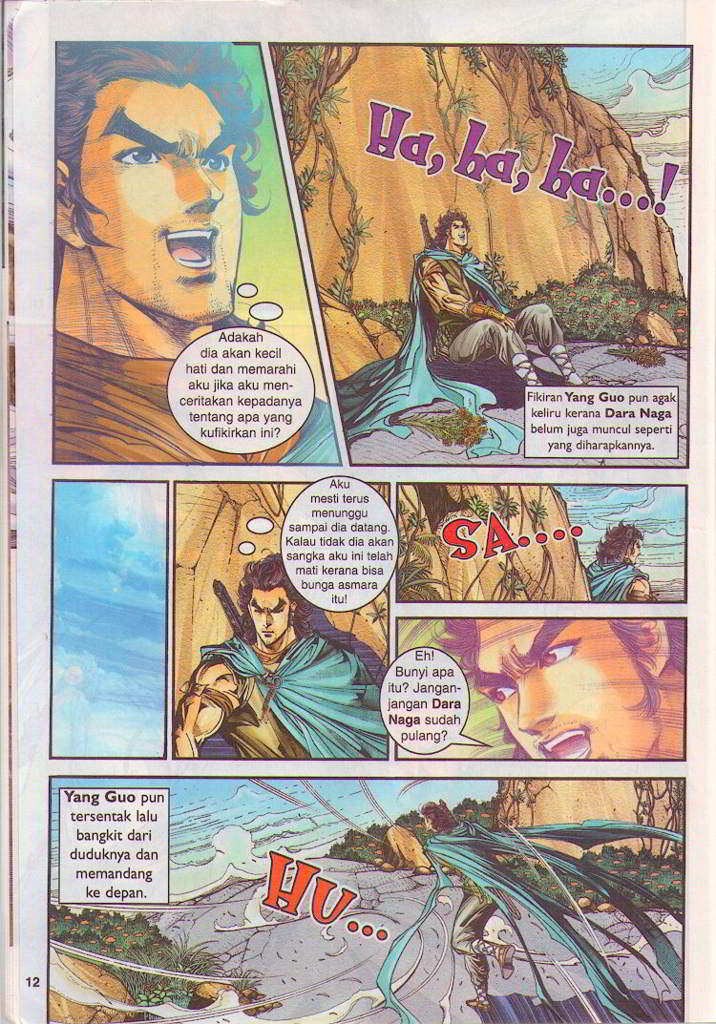 Adakah
dia akan kecil
hati dan memarahi
aku jika aku men-
ceritakan kepadanya
tentang apa yang
kufikirkan ini?
Ha, ha, ha...!
Fikiran Yang Guo pun agak
keliru kerana Dara Naga
belum juga muncul seperti
yang diharapkannya.
Aku
mesti terus
menunggu
sampai dia datang.
Kalau tidak dia akan
sangka aku ini telah
mati kerana bisa
bunga asmara
itu!
SA....
Eh!
Bunyi apa
itu? Jangan-
jangan Dara
Naga sudah
pulang?
Yang Guo pun
tersentak lalu
bangkit dari
duduknya dan
memandang
ke depan.
HU...
12